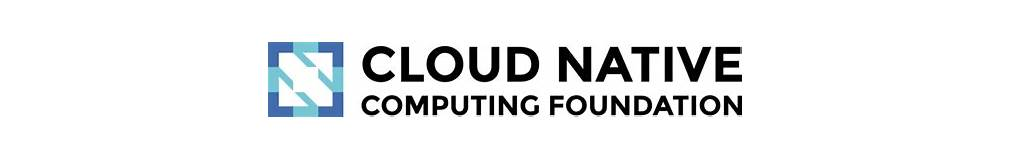 CLOUD NATIVE
COMPUTING FOUNDATION